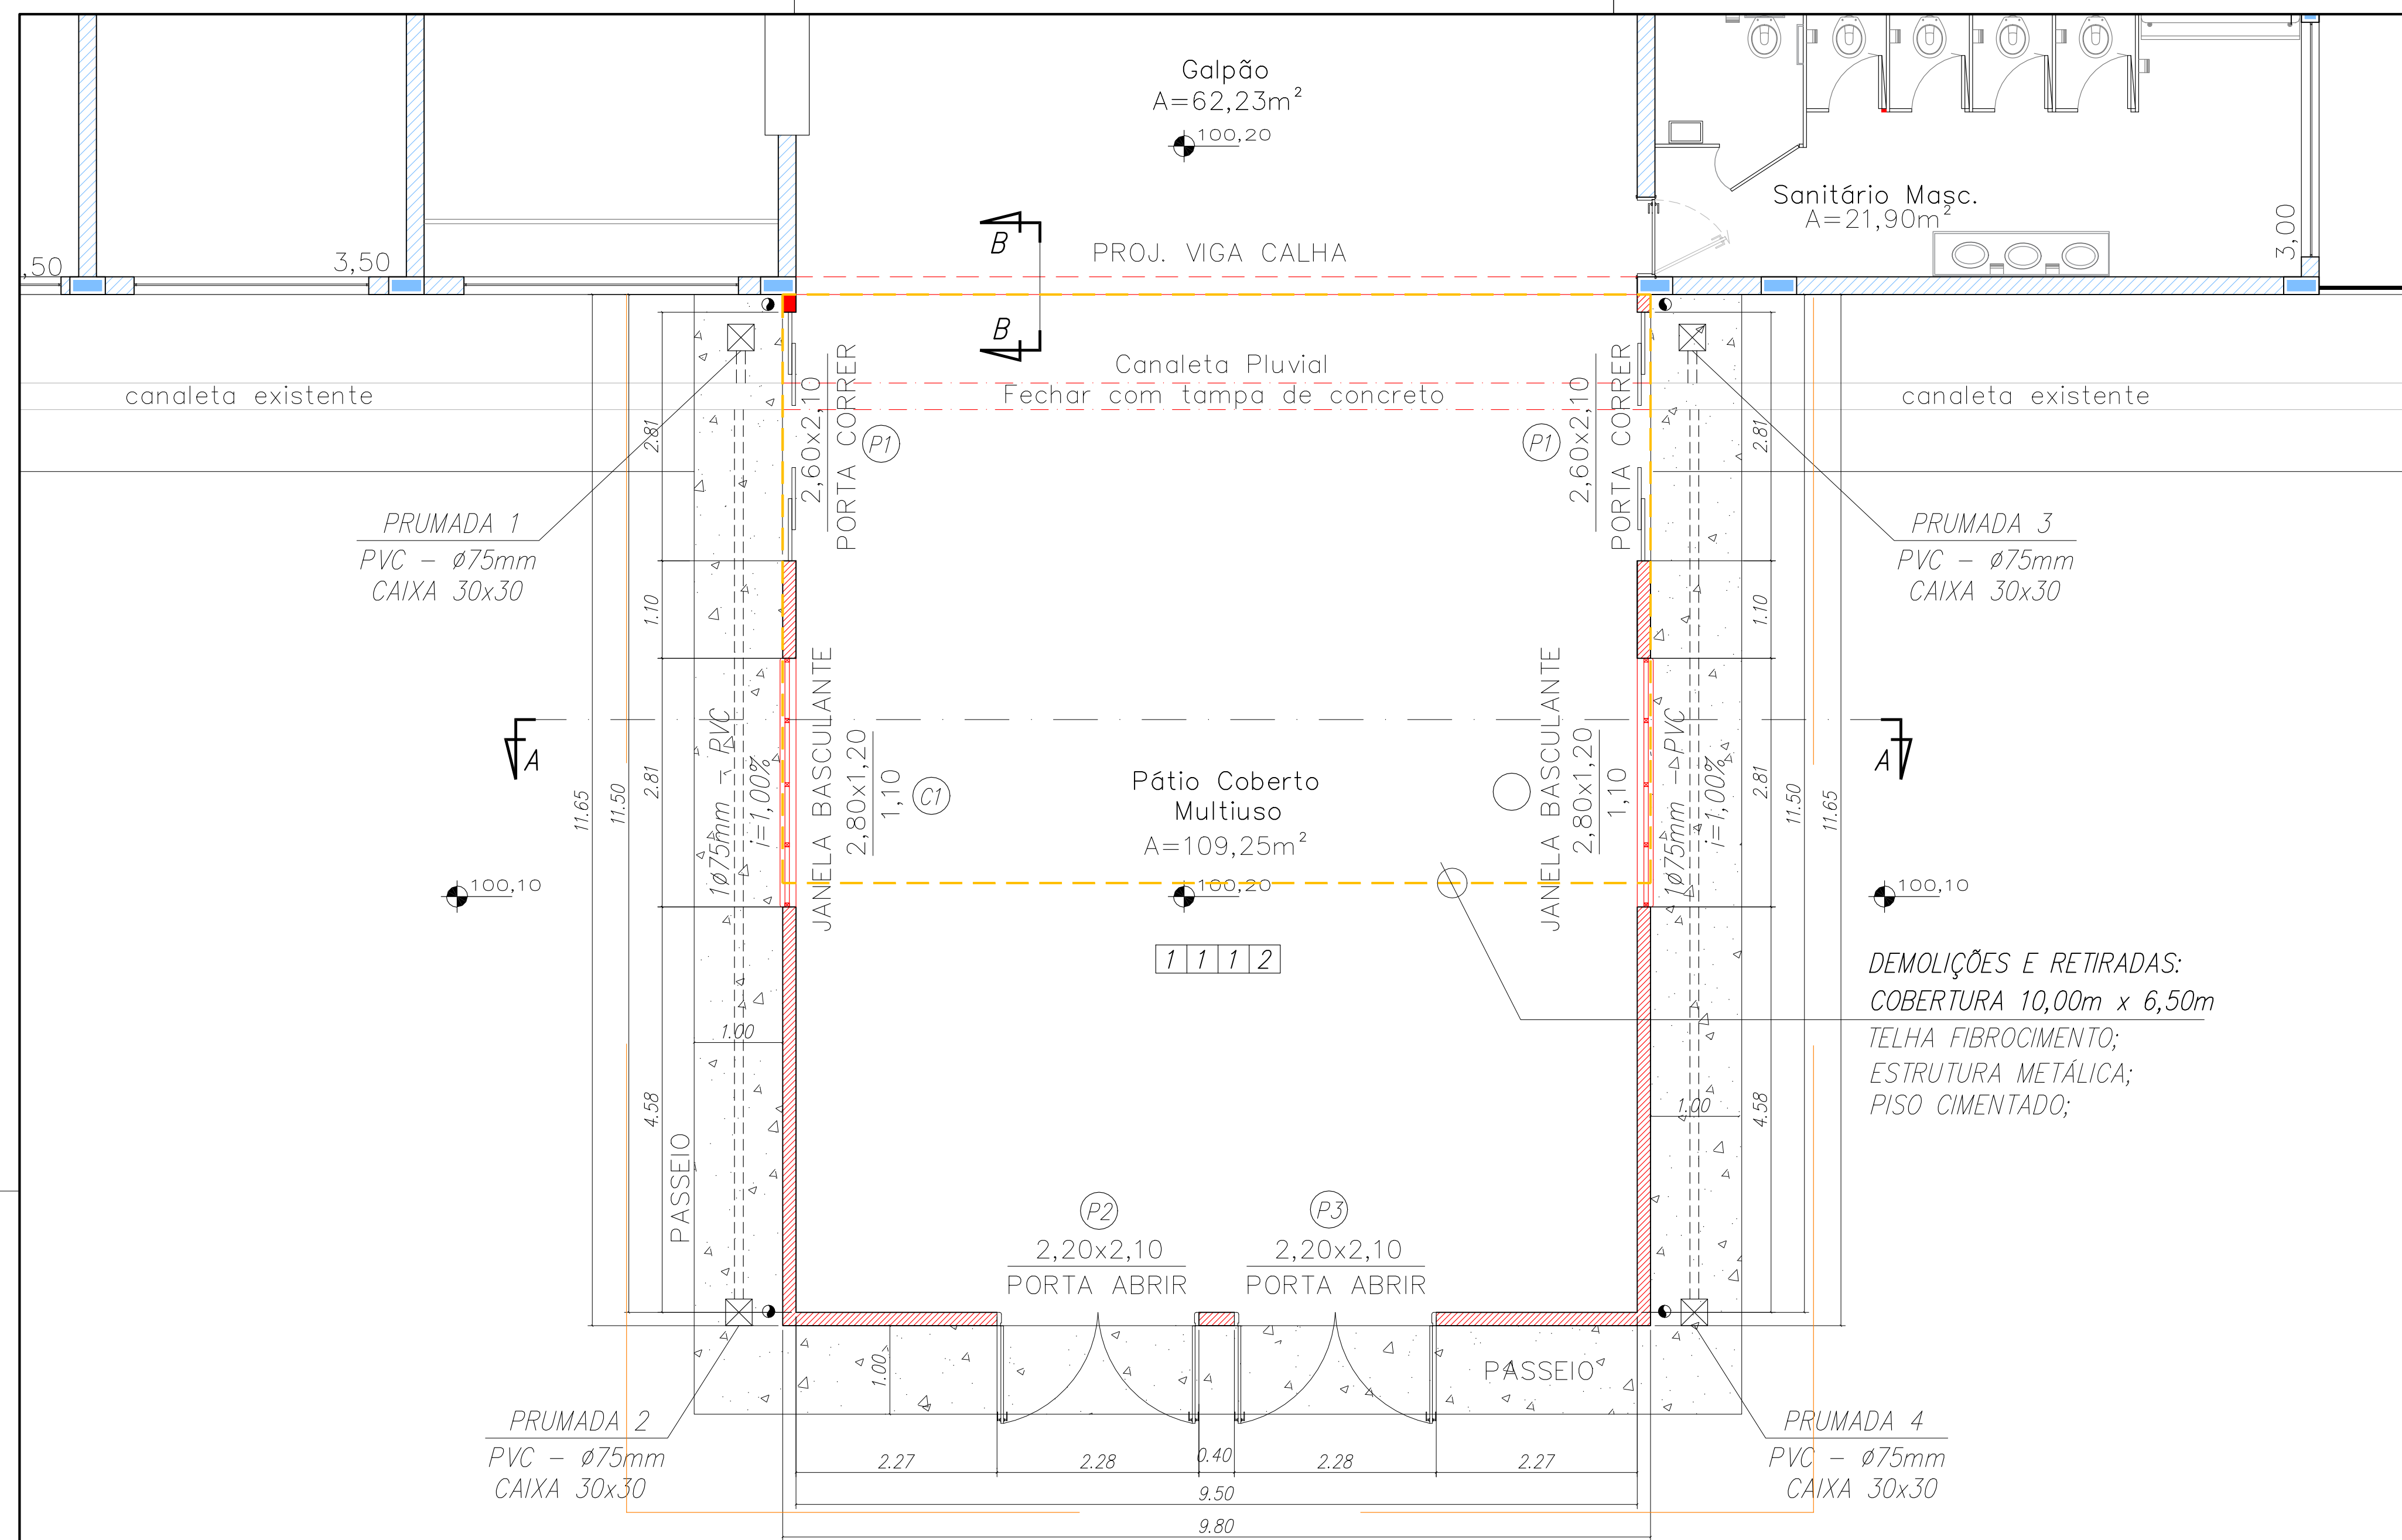 Galpão
A=62,23m²
100,20
Sanitário Masc.
A=21,90m²
3,00
,50
3,50
B
PROJ. VIGA CALHA
B
Canaleta Pluvial
Fechar com tampa de concreto
canaleta existente
canaleta existente
2,60x2,10
PORTA CORRER
P1
P1
2,60x2,10
PORTA CORRER
2.81
2.81
PRUMADA 1
PVC - ø75mm
CAIXA 30x30
PRUMADA 3
PVC - ø75mm
CAIXA 30x30
1.10
1.10
A
A
1ø75mm - PVC
i=1,00%
JANELA BASCULANTE
2,80x1,20
1,10
C1
Pátio Coberto
Multiuso
A=109,25m²
100,20
1 1 1 2
JANELA BASCULANTE
2,80x1,20
1,10
1ø75mm - PVC
i=1,00%
11.65
11.50
2.81
2.81
11.50
11.65
100,10
100,10
DEMOLIÇÕES E RETIRADAS:
COBERTURA 10,00m x 6,50m
TELHA FIBROCIMENTO;
ESTRUTURA METÁLICA;
PISO CIMENTADO;
1.00
1.00
4.58
4.58
PASSEIO
P2
2,20x2,10
PORTA ABRIR
P3
2,20x2,10
PORTA ABRIR
1.00
PASSEIO
PRUMADA 2
PVC - ø75mm
CAIXA 30x30
PRUMADA 4
PVC - ø75mm
CAIXA 30x30
2.27
2.28
0.40
2.28
2.27
9.50
9.80